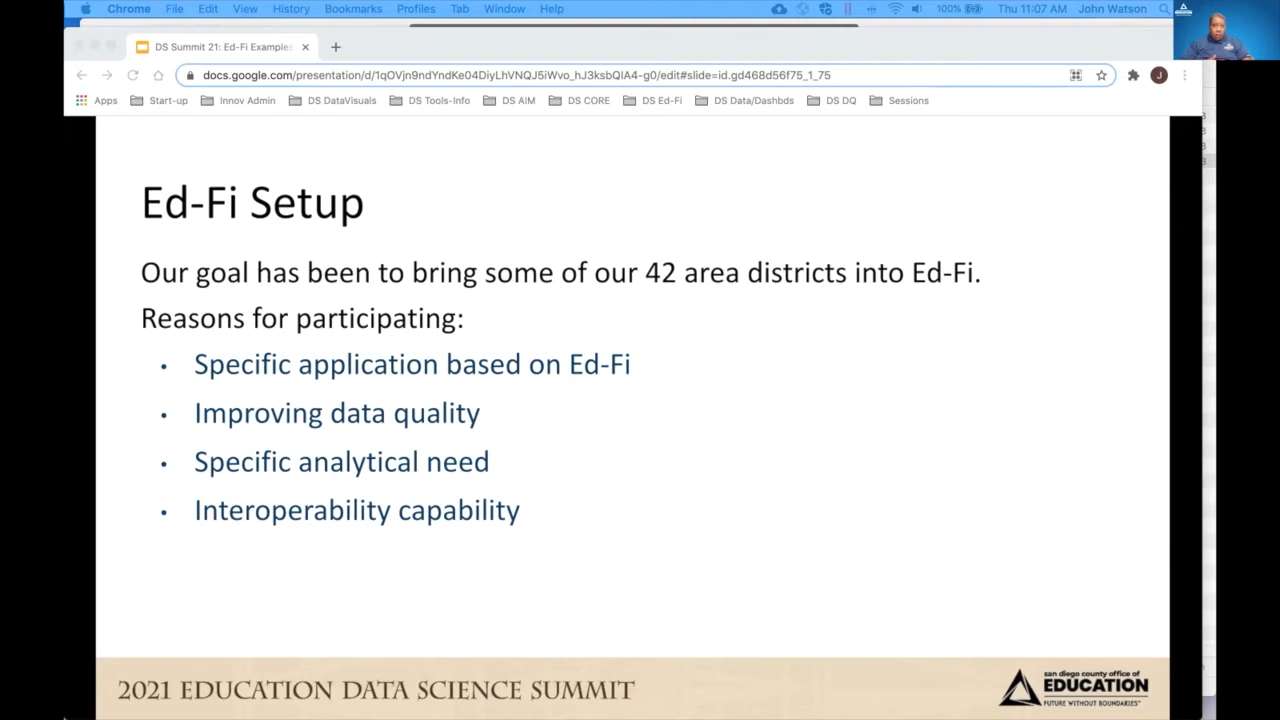 Chrome File Edit View History Bookmarks Profiles Tab Window Help 100% Thu 11:07 AM John Watson
DS Summit 21: Ed-Fi Examples
docs.google.com/presentation/d/1qOVjn9ndYndKe04DiyLhVNQJ5iWvo_hJ3ksbQIA4-g0/edit#slide=id.gd468d56f75_1_75
J
Apps Start-up Innov Admin DS DataVisuals DS Tools-Info DS AIM DS CORE DS Ed-Fi DS Data/Dashbds DS DQ Sessions
Ed-Fi Setup
Our goal has been to bring some of our 42 area districts into Ed-Fi.
Reasons for participating:
• Specific application based on Ed-Fi
• Improving data quality
• Specific analytical need
• Interoperability capability
2021 EDUCATION DATA SCIENCE SUMMIT
san diego county office of
EDUCATION
FUTURE WITHOUT BOUNDARIES™